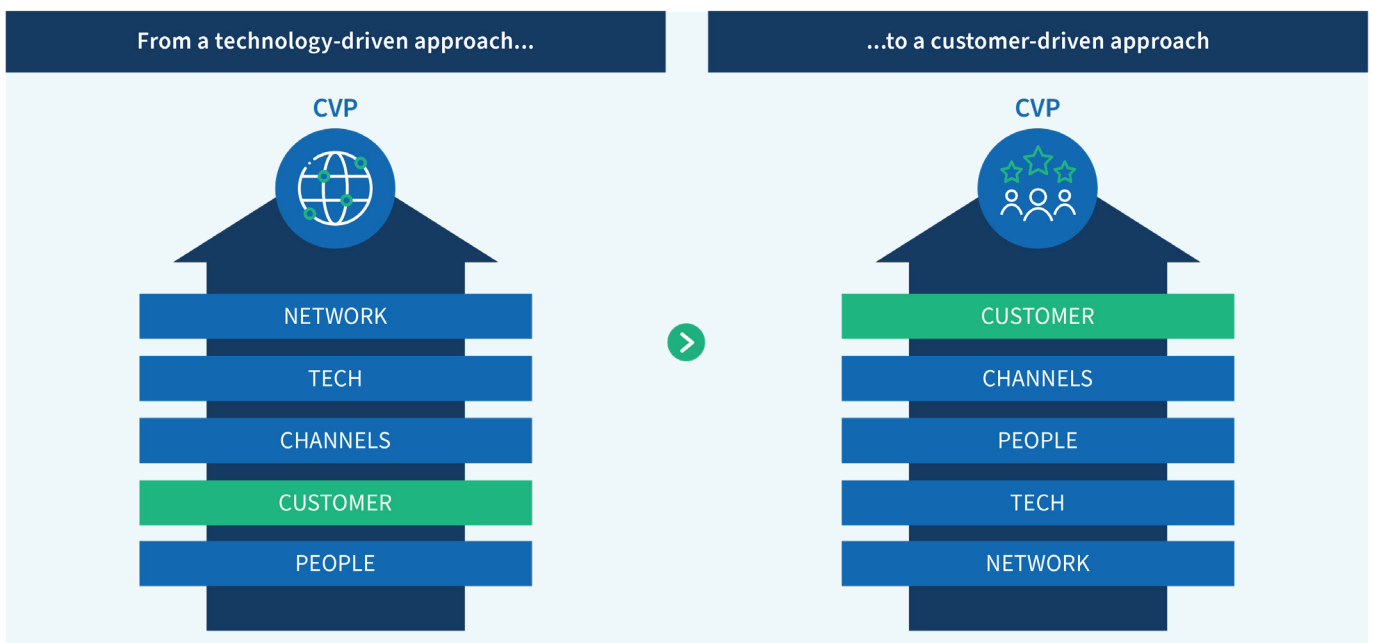 From a technology-driven approach...
CVP
NETWORK
TECH
CHANNELS
CUSTOMER
PEOPLE
...to a customer-driven approach
CVP
CUSTOMER
CHANNELS
PEOPLE
TECH
NETWORK